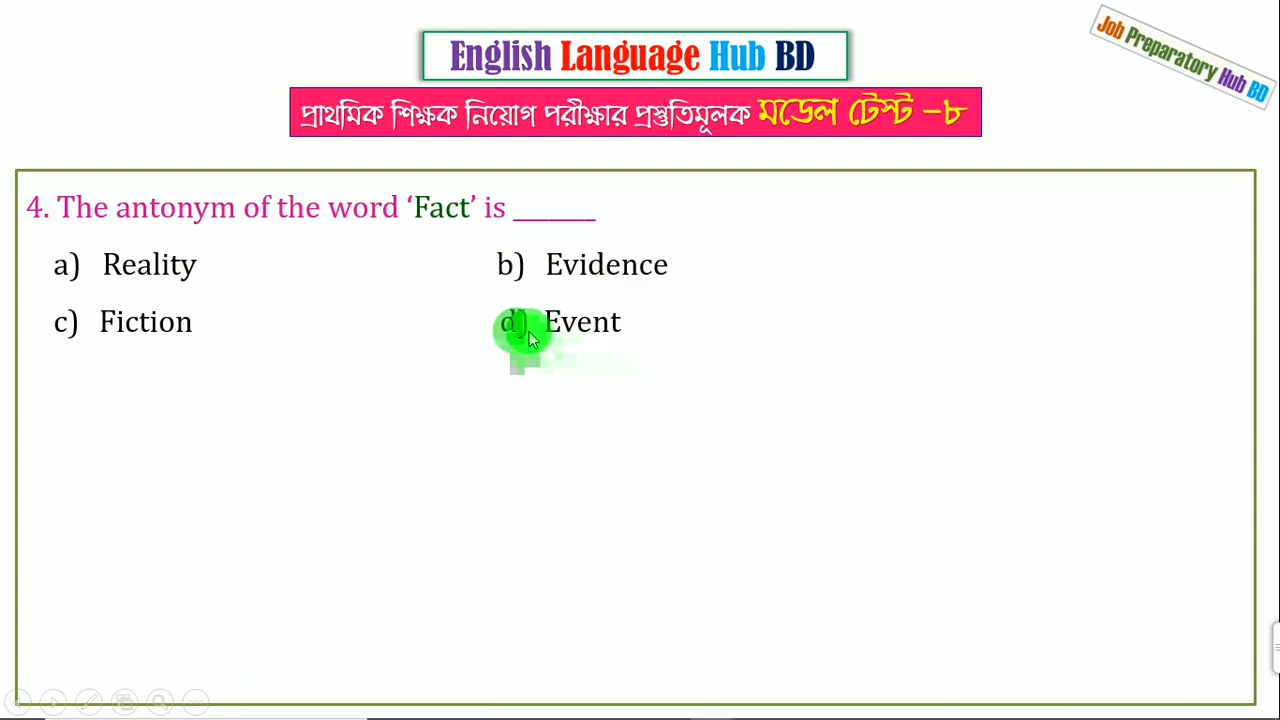 English Language Hub BD
Job Preparatory Hub BD
প্রাথমিক শিক্ষক নিয়োগ পরীক্ষার প্রস্তুতিমূলক মডেল টেস্ট -৮
4. The antonym of the word ‘Fact’ is ______
a) Reality b) Evidence
c) Fiction d) Event